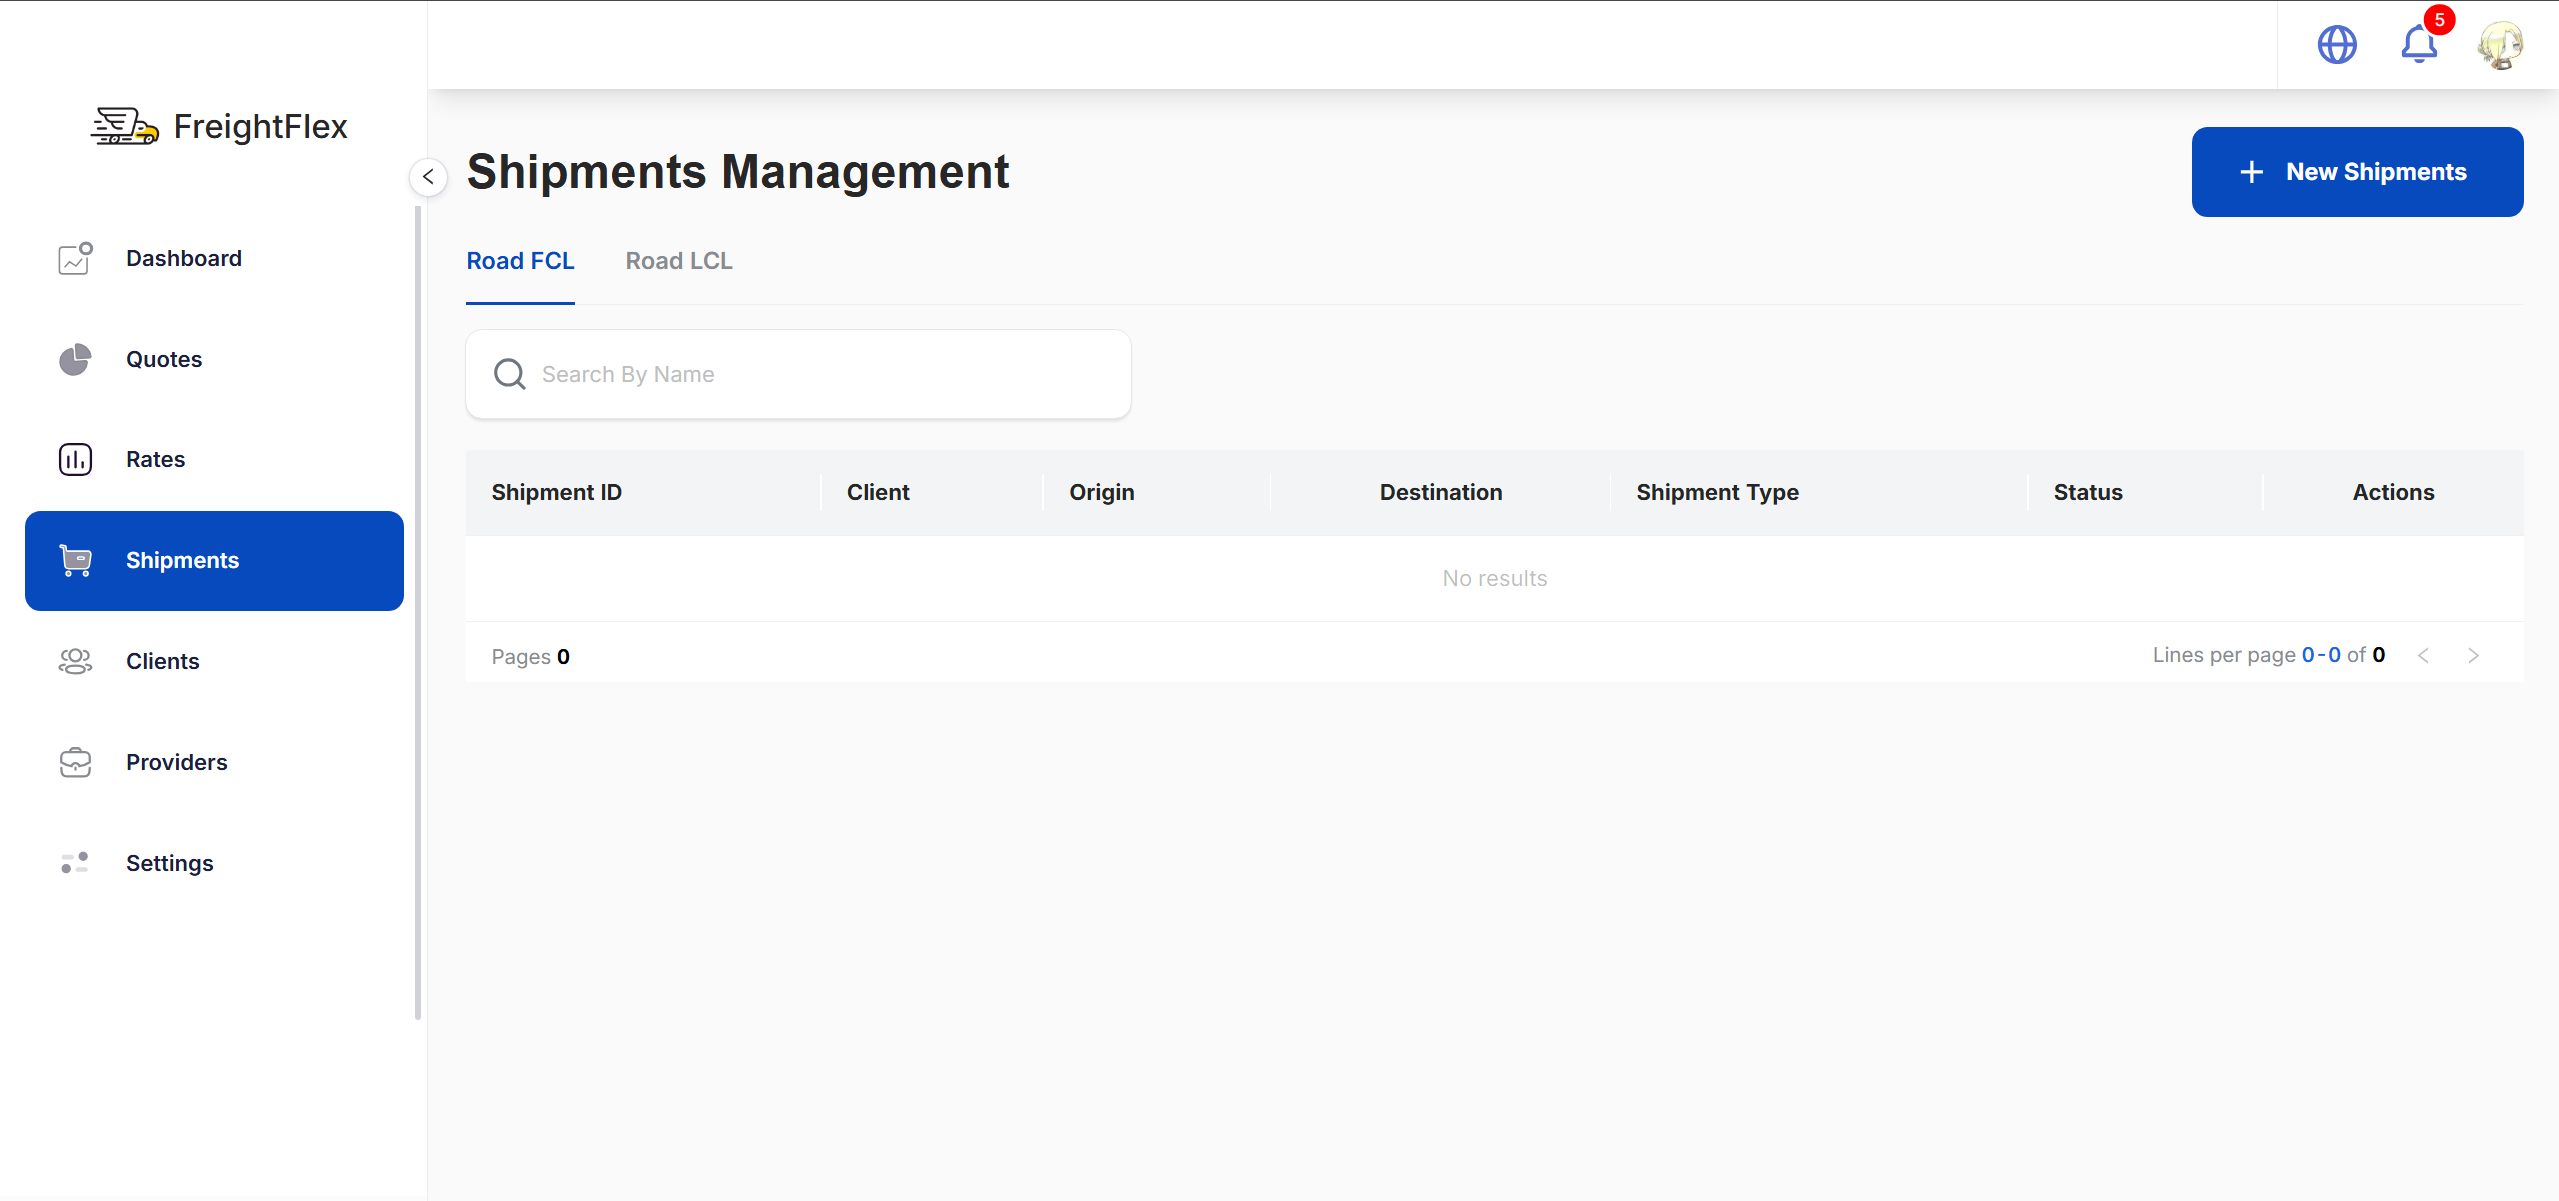 5
FreightFlex
Shipments Management
New Shipments
Road FCL Road LCL
Dashboard
Quotes
Rates
Shipments
Clients
Providers
Settings
Search By Name
Shipment ID Client Origin Destination Shipment Type Status Actions
No results
Pages 0 Lines per page 0-0 of 0